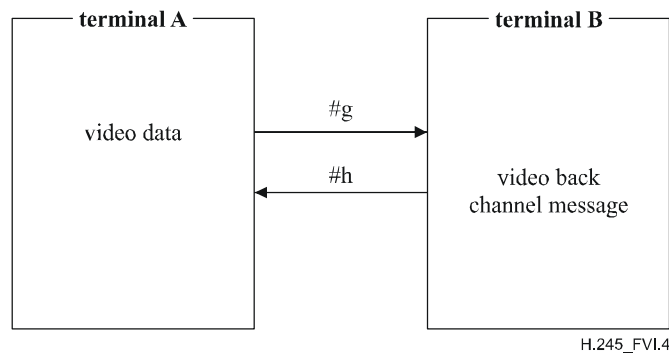 terminal A
terminal B
#g
video data
#h
video back
channel message
H.245_FVI.4